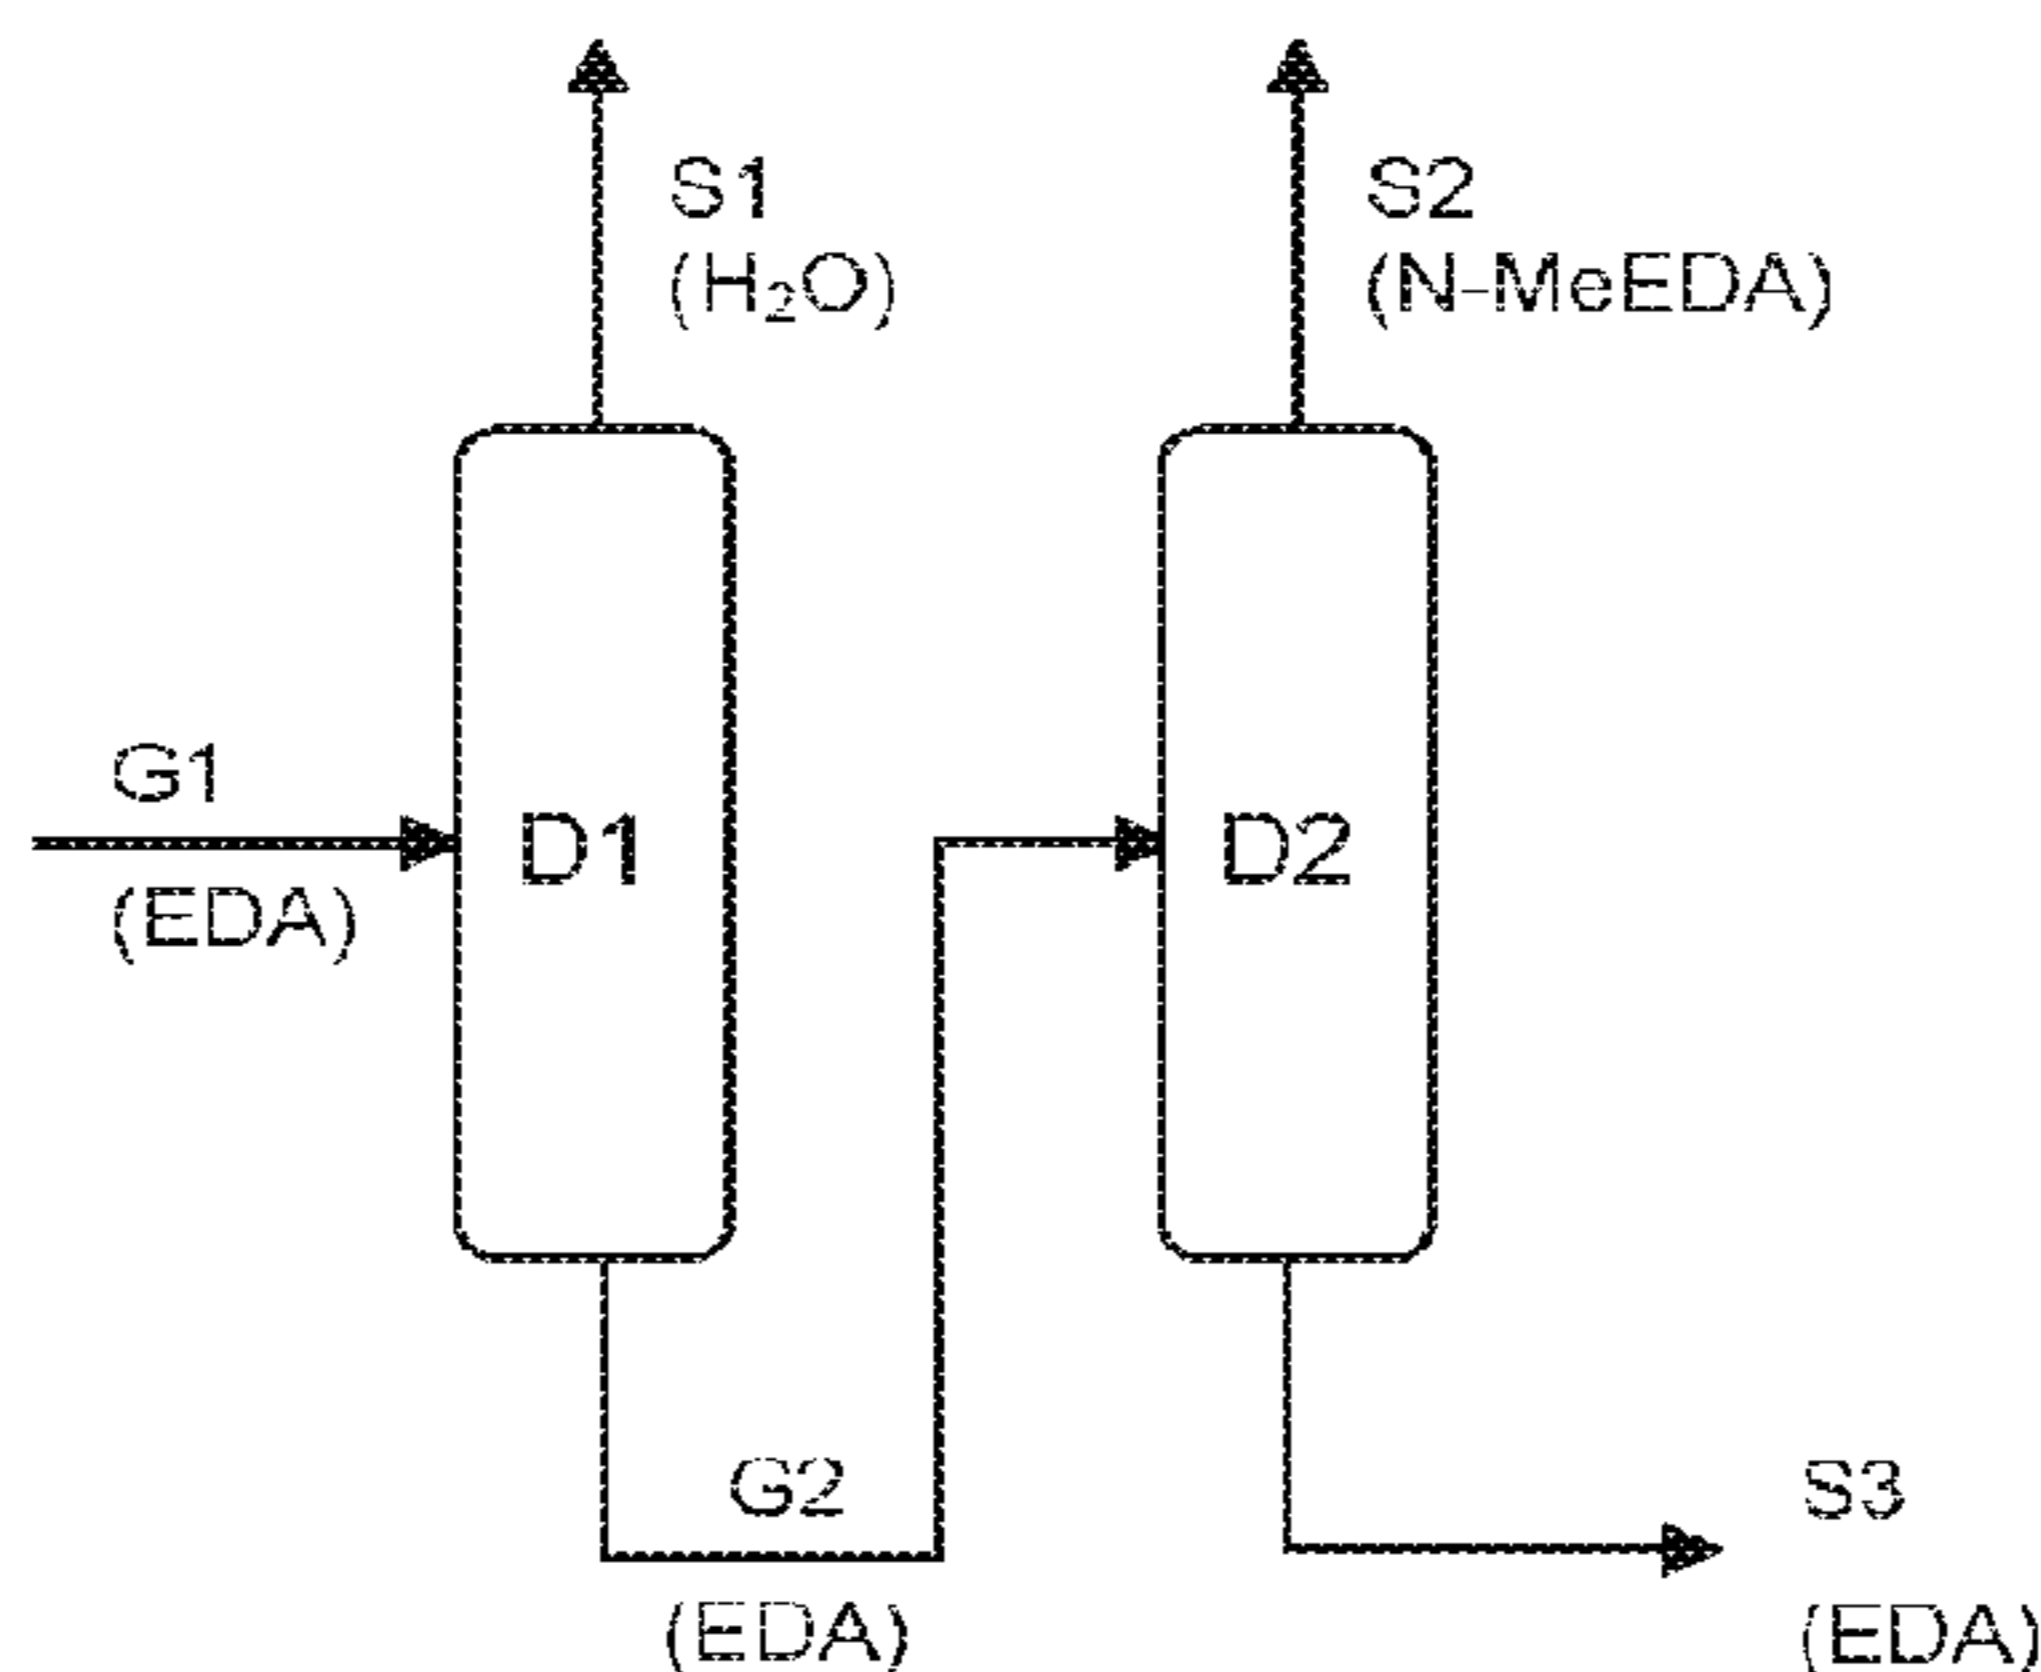 S1
(H₂O)
S2
(N-MeEDA)
G1
(EDA)
D1
D2
G2
(EDA)
S3
(EDA)